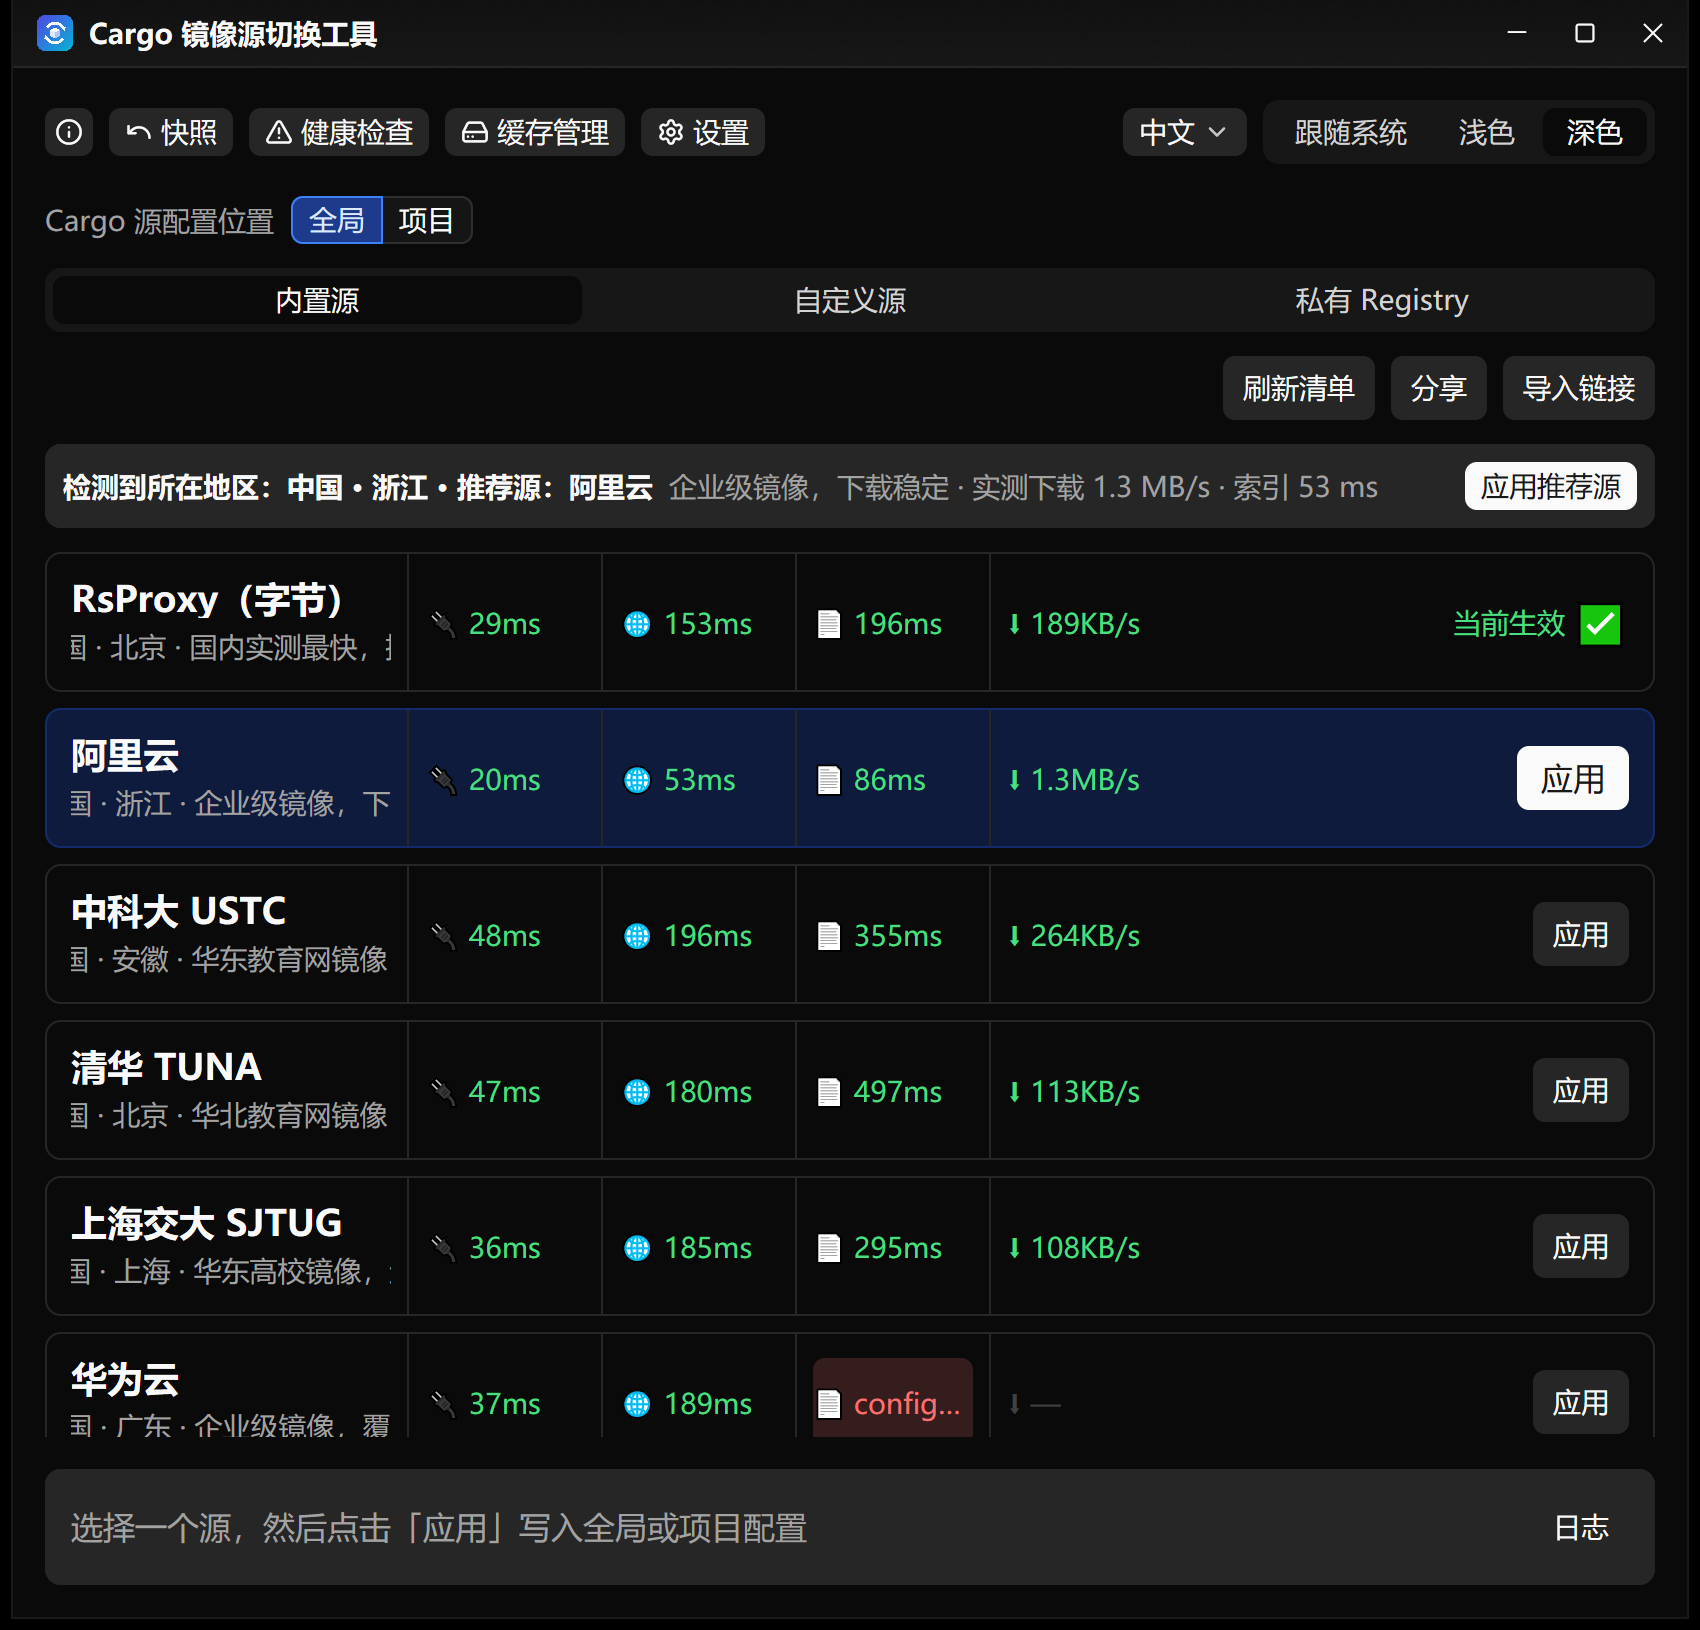 Cargo 镜像源切换工具
快照 健康检查 缓存管理 设置 中文 跟随系统 浅色 深色
Cargo 源配置位置 全局 项目
内置源 自定义源 私有 Registry
刷新清单 分享 导入链接
检测到所在地区：中国 • 浙江 • 推荐源：阿里云 企业级镜像，下载稳定 · 实测下载 1.3 MB/s · 索引 53 ms 应用推荐源
RsProxy（字节）
国 · 北京 · 国内实测最快，
29ms 153ms 196ms ⬇ 189KB/s 当前生效 ✅
阿里云
国 · 浙江 · 企业级镜像，下
20ms 53ms 86ms ⬇ 1.3MB/s 应用
中科大 USTC
国 · 安徽 · 华东教育网镜像
48ms 196ms 355ms ⬇ 264KB/s 应用
清华 TUNA
国 · 北京 · 华北教育网镜像
47ms 180ms 497ms ⬇ 113KB/s 应用
上海交大 SJTUG
国 · 上海 · 华东高校镜像，
36ms 185ms 295ms ⬇ 108KB/s 应用
华为云
国 · 广东 · 企业级镜像，覆
37ms 189ms config... ⬇ — 应用
选择一个源，然后点击「应用」写入全局或项目配置 日志